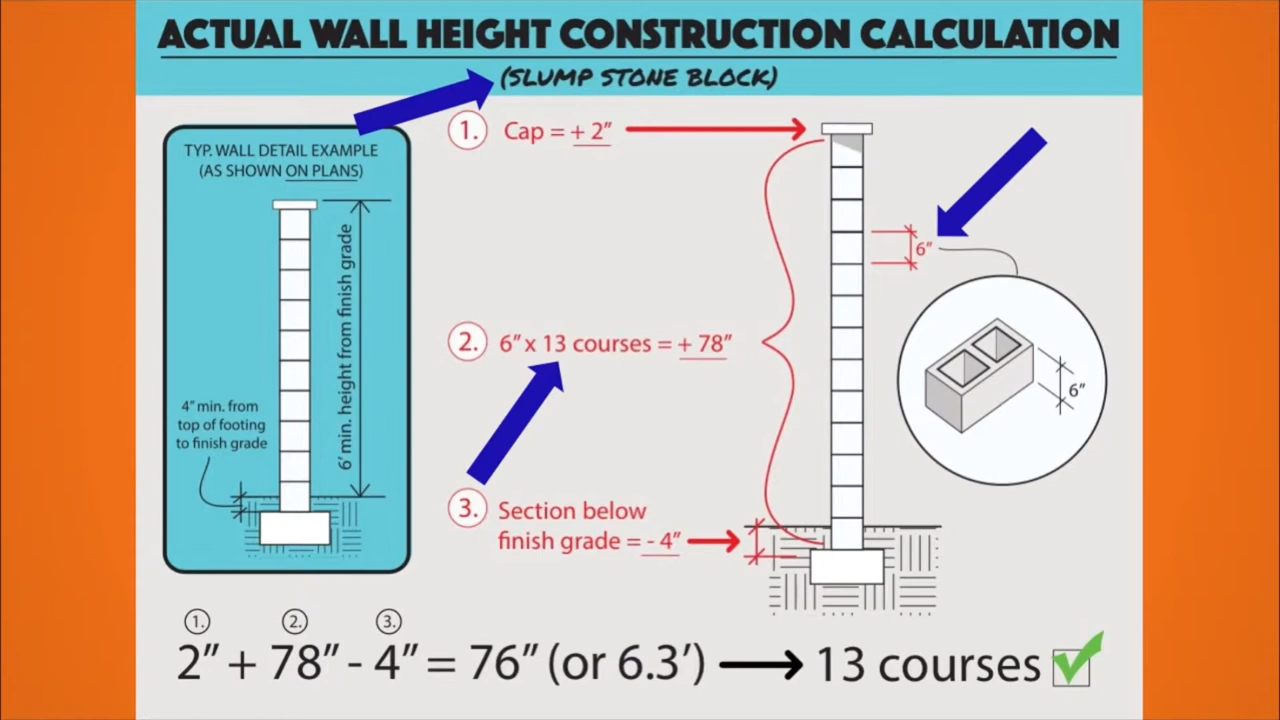 ACTUAL WALL HEIGHT CONSTRUCTION CALCULATION
(SLUMP STONE BLOCK)
TYP. WALL DETAIL EXAMPLE
(AS SHOWN ON PLANS)
6' min. height from finish grade
4" min. from
top of footing
to finish grade
1. Cap = + 2"
6"
6"
2. 6" x 13 courses = + 78"
3. Section below
finish grade = - 4"
1. 2. 3.
2" + 78" - 4" = 76" (or 6.3') 13 courses